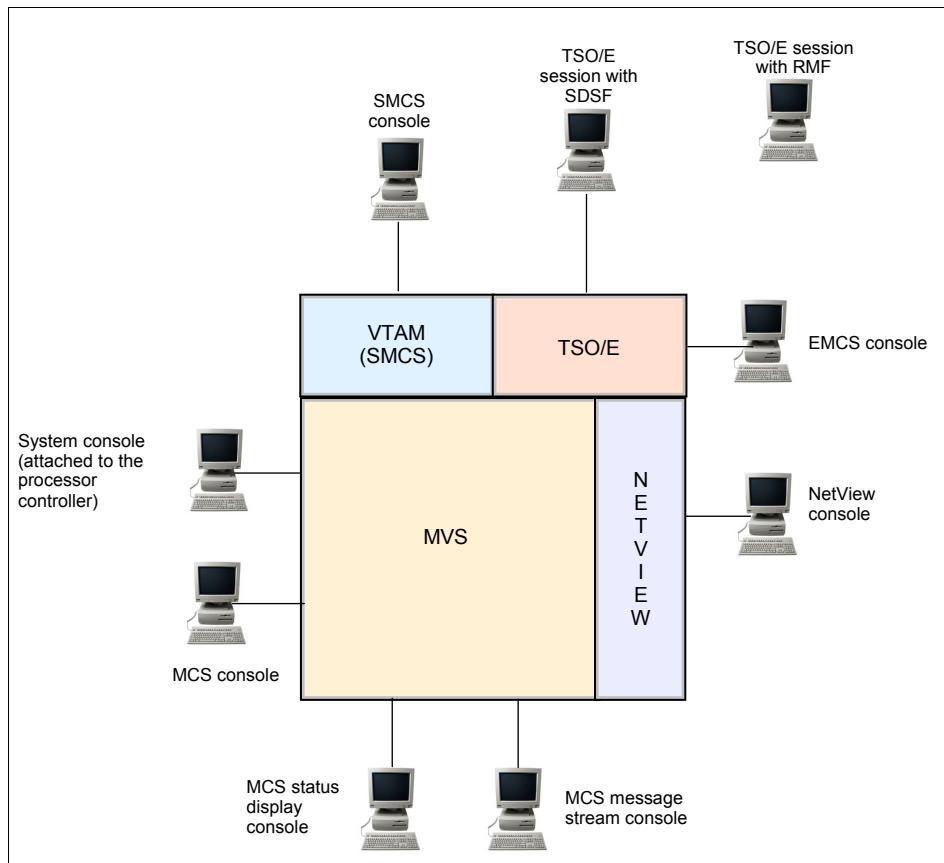 TSO/E
session with
SDSF
TSO/E session
with RMF
SMCS
console
VTAM
(SMCS)
TSO/E
EMCS console
System console
(attached to the
processor
controller)
MVS
N
E
T
V
I
E
W
NetView
console
MCS console
MCS status
display
console
MCS message
stream console